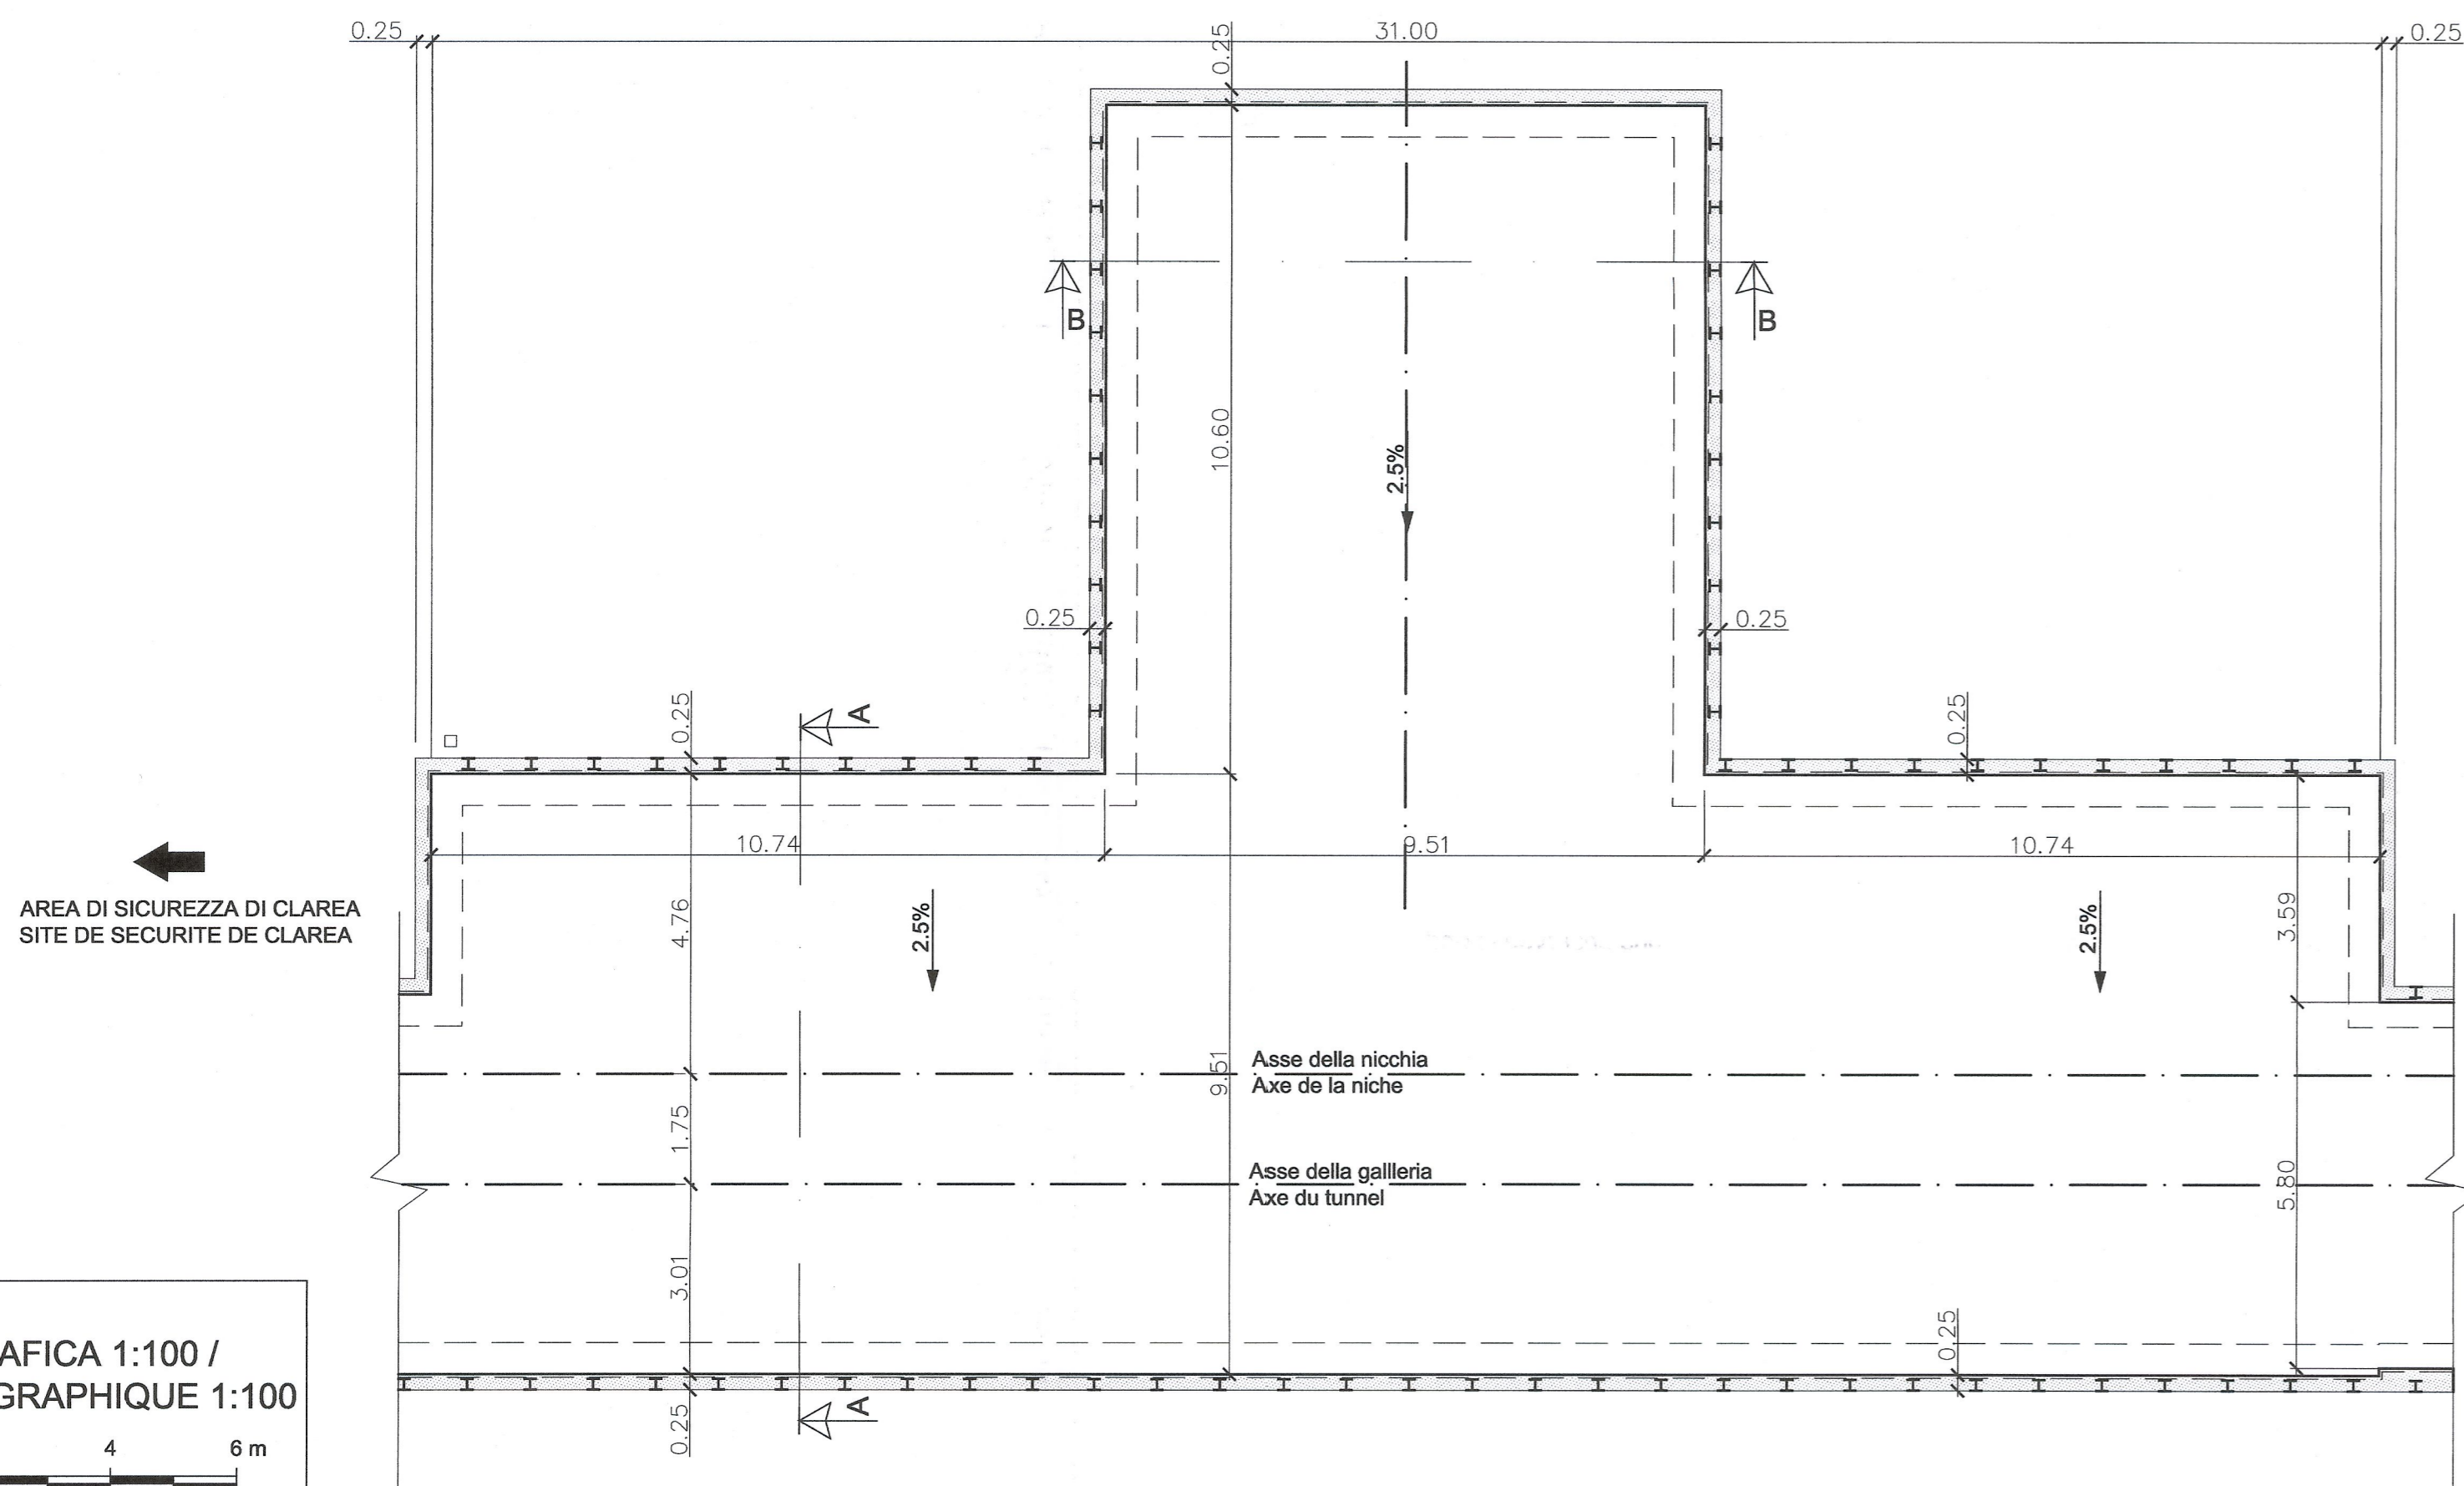 0.25
31.00
0.25
0.25
B
B
10.60
2.5%
0.25
0.25
0.25
A
0.25
10.74
9.51
10.74
AREA DI SICUREZZA DI CLAREA
SITE DE SECURITE DE CLAREA
4.76
2.5%
2.5%
3.59
9.51
Asse della nicchia
Axe de la niche
1.75
Asse della gallleria
Axe du tunnel
5.80
3.01
0.25
AFICA 1:100 /
GRAPHIQUE 1:100
0.25
A
4
6 m